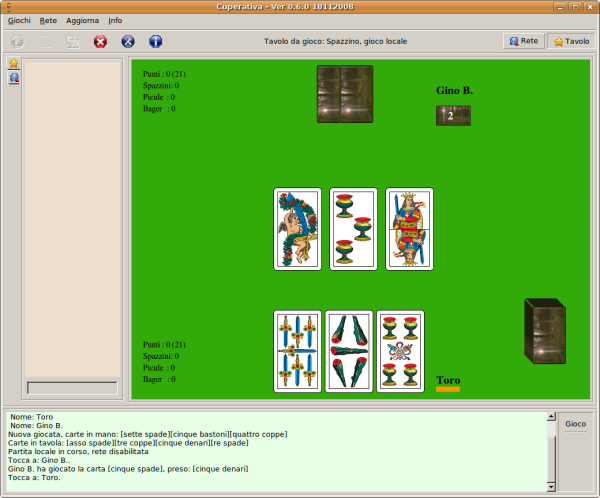 Cuperativa - Ver 0.6.0 18112008
Giochi Rete Aggiorna Info
Tavolo da gioco: Spazzino, gioco locale
Rete
Tavolo
Punti : 0 (21)
Spazzini: 0
Picule : 0
Bager : 0
Gino B.
2
Punti : 0 (21)
Spazzini: 0
Picule : 0
Bager : 0
Toro
Nome: Toro
Nome: Gino B.
Nuova giocata, carte in mano: [sette spade][cinque bastoni][quattro coppe]
Carte in tavola: [asso spade][tre coppe][cinque denari][re spade]
Partita locale in corso, rete disabilitata
Tocca a: Gino B..
Gino B. ha giocato la carta [cinque spade], preso: [cinque denari]
Tocca a: Toro.
Gioco